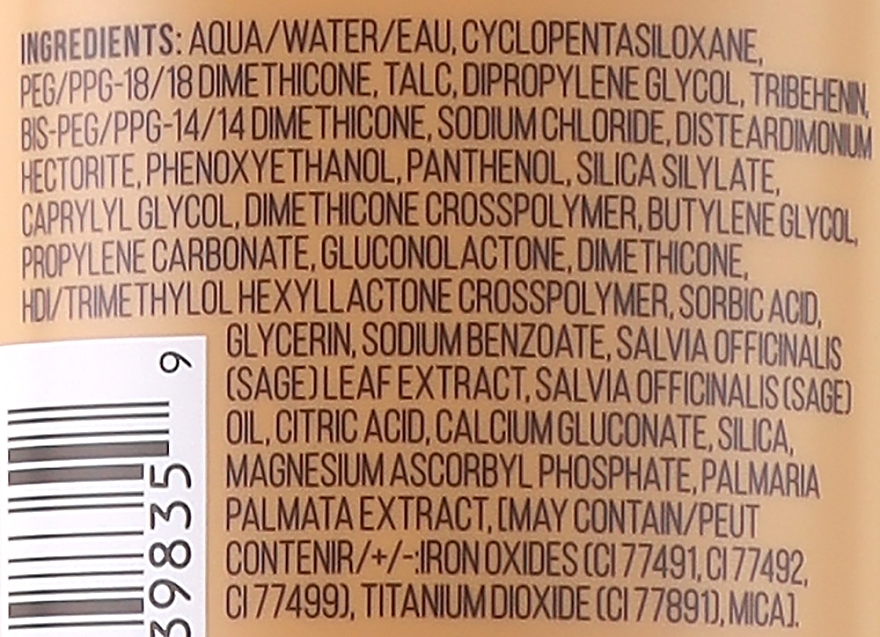 INGREDIENTS: AQUA/WATER/EAU, CYCLOPENTASILOXANE,
PEG/PPG-18/18 DIMETHICONE, TALC, DIPROPYLENE GLYCOL, TRIBEHENIN,
BIS-PEG/PPG-14/14 DIMETHICONE, SODIUM CHLORIDE, DISTEARDIMONIUM
HECTORITE, PHENOXYETHANOL, PANTHENOL, SILICA SILYLATE,
CAPRYLYL GLYCOL, DIMETHICONE CROSSPOLYMER, BUTYLENE GLYCOL,
PROPYLENE CARBONATE, GLUCONOLACTONE, DIMETHICONE,
HDI/TRIMETHYLOL HEXYLLACTONE CROSSPOLYMER, SORBIC ACID,
GLYCERIN, SODIUM BENZOATE, SALVIA OFFICINALIS
(SAGE) LEAF EXTRACT, SALVIA OFFICINALIS (SAGE)
OIL, CITRIC ACID, CALCIUM GLUCONATE, SILICA,
MAGNESIUM ASCORBYL PHOSPHATE, PALMARIA
PALMATA EXTRACT, [MAY CONTAIN/PEUT
CONTENIR/+/-:IRON OXIDES (CI 77491, CI 77492,
CI 77499), TITANIUM DIOXIDE (CI 77891), MICA].
39835 9